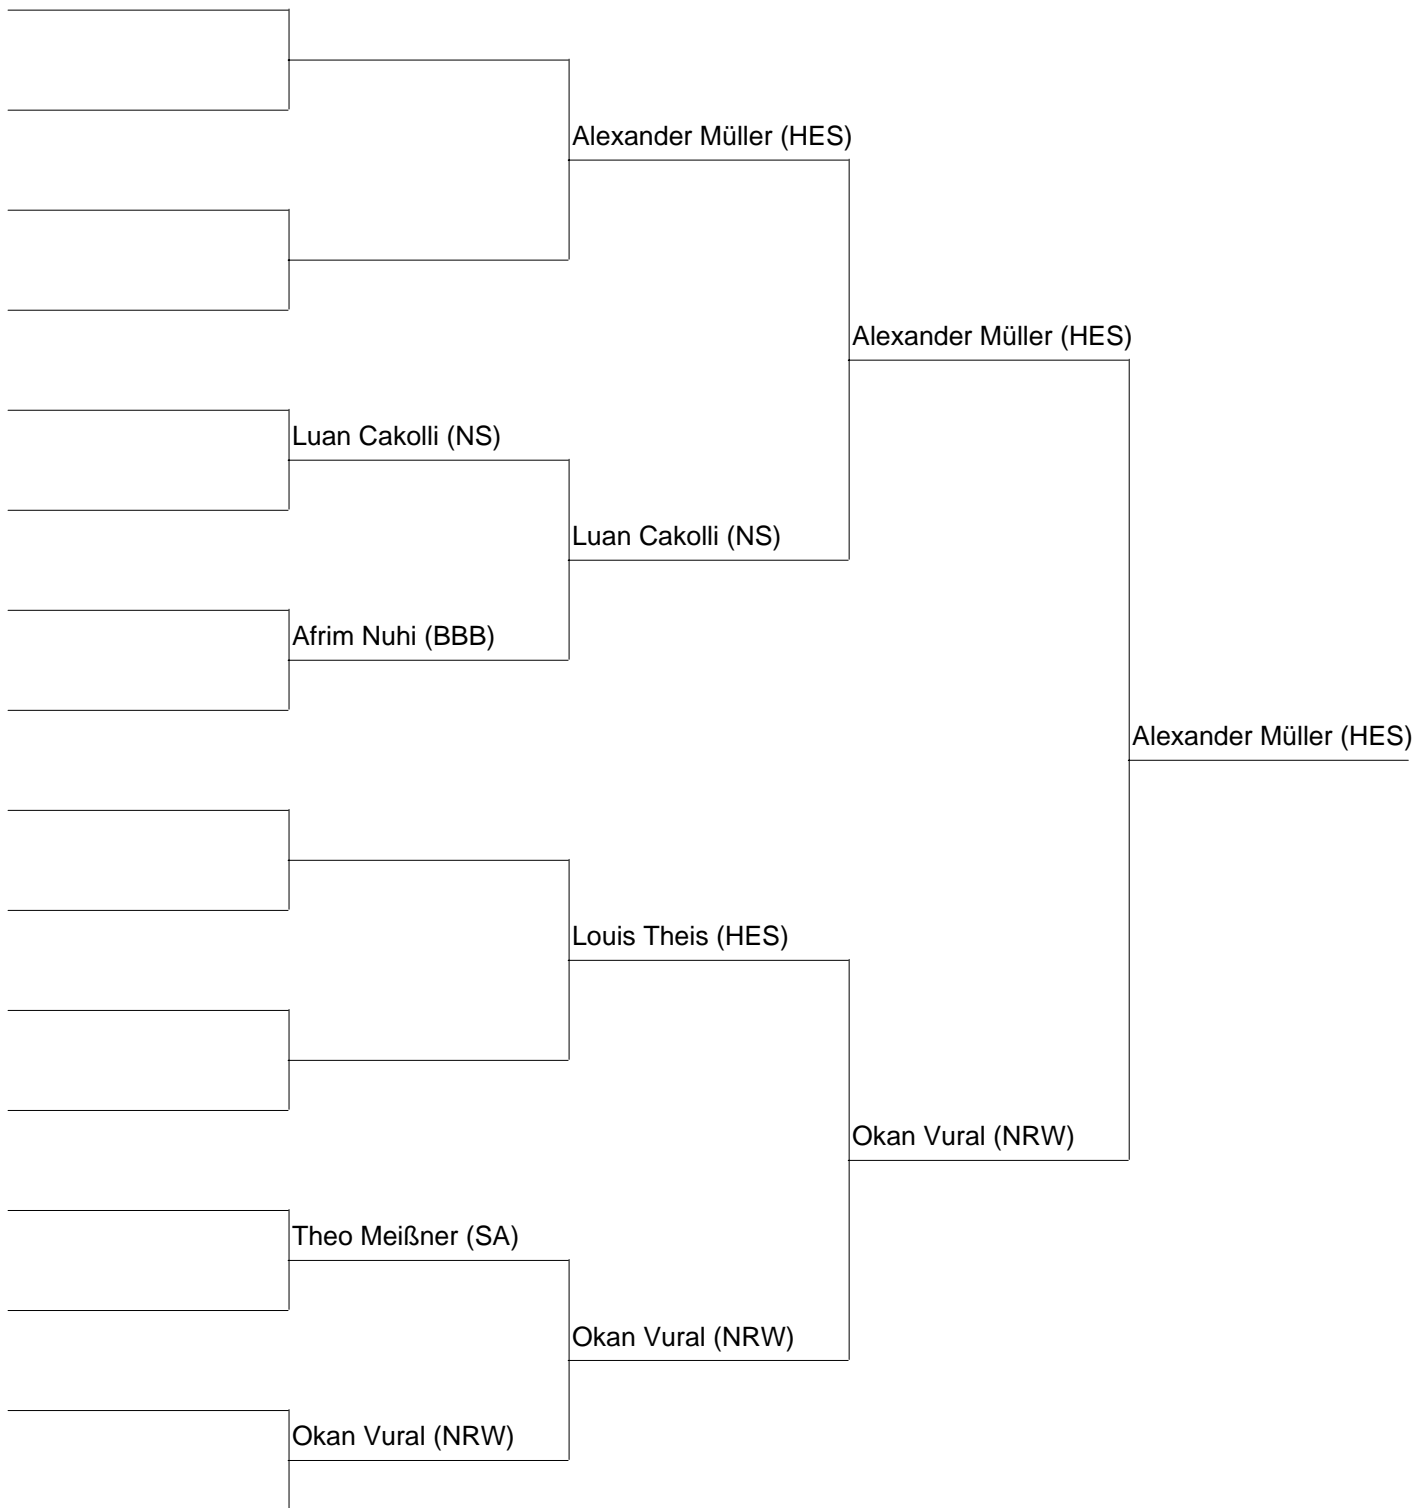 Alexander Müller (HES)
Alexander Müller (HES)
Luan Cakolli (NS)
Luan Cakolli (NS)
Afrim Nuhi (BBB)
Alexander Müller (HES)
Louis Theis (HES)
Okan Vural (NRW)
Theo Meißner (SA)
Okan Vural (NRW)
Okan Vural (NRW)